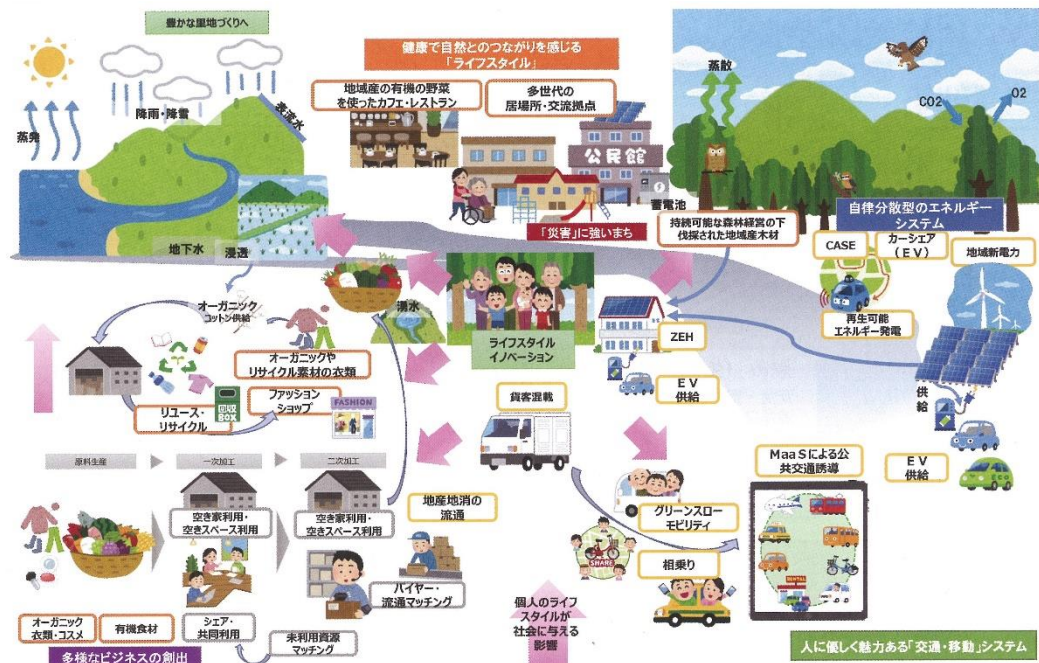 豊かな里地づくりへ
健康で自然とのつながりを感じる
「ライフスタイル」
地域産の有機の野菜
を使ったカフェ・レストラン
多世代の
居場所・交流拠点
公民館
蓄電池
「災害」に強いまち
蒸発
降雨・降雪
表流水
地下水
浸透
蒸散
CO2
O2
持続可能な森林経営の下
伐採された地域産木材
自律分散型のエネルギー
システム
CASE
カーシェア
(EV)
地域新電力
再生可能
エネルギー発電
供給
EV
供給
ZEH
EV
供給
ライフスタイル
イノベーション
湧水
オーガニック
コットン供給
オーガニックや
リサイクル素材の衣類
リユース・
リサイクル
回収
BOX
ファッション
ショップ
FASHION
貨客混載
原料生産
一次加工
二次加工
空き家利用・
空きスペース利用
空き家利用・
空きスペース利用
地産地消の
流通
バイヤー・
流通マッチング
オーガニック
衣類・コスメ
有機食材
シェア・
共同利用
未利用資源
マッチング
多様なビジネスの創出
個人のライフ
スタイルが
社会に与える
影響
SHARE
グリーンスロー
モビリティ
相乗り
MaaSによる公
共交通誘導
RENTAL
人に優しく魅力ある「交通・移動」システム